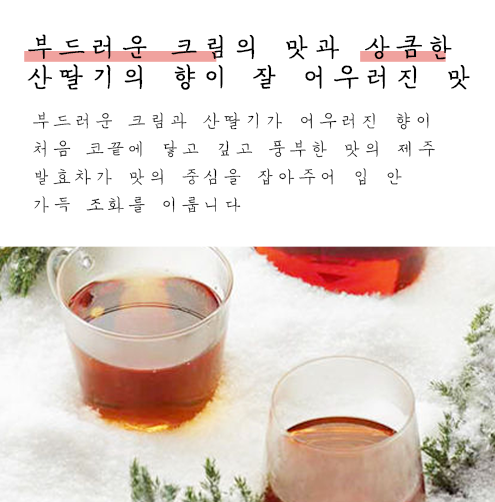 부드러운 크림의 맛과 상콤한
산딸기의 향이 잘 어우러진 맛
부드러운 크림과 산딸기가 어우러진 향이
처음 코끝에 닿고 깊고 풍부한 맛의 제주
발효차가 맛의 중심을 잡아주어 입 안
가득 조화를 이룹니다